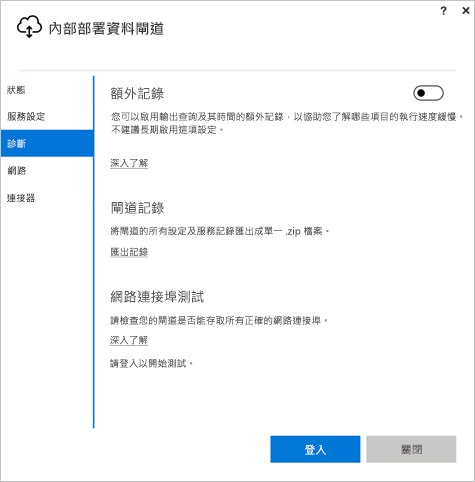 ? ×
內部部署資料閘道
狀態
服務設定
診斷
網路
連接器
額外記錄
您可以啟用輸出查詢及其時間的額外記錄，以協助您了解哪些項目的執行速度緩慢。
不建議長期啟用這項設定。
深入了解
閘道記錄
將閘道的所有設定及服務記錄匯出成單一 .zip 檔案。
匯出記錄
網路連接埠測試
請檢查您的閘道是否能存取所有正確的網路連接埠。
深入了解
請登入以開始測試。
登入
關閉